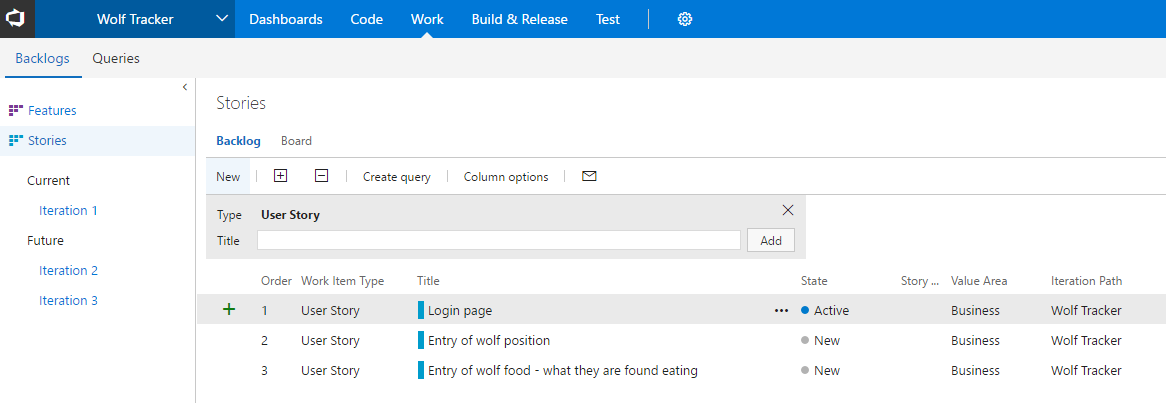 Wolf Tracker Dashboards Code Work Build & Release Test
Backlogs Queries
Features
Stories
Current
Iteration 1
Future
Iteration 2
Iteration 3
Stories
Backlog Board
New Create query Column options
Type User Story
Title Add
Order Work Item Type Title State Story ... Value Area Iteration Path
1 User Story Login page ... Active Business Wolf Tracker
2 User Story Entry of wolf position New Business Wolf Tracker
3 User Story Entry of wolf food - what they are found eating New Business Wolf Tracker